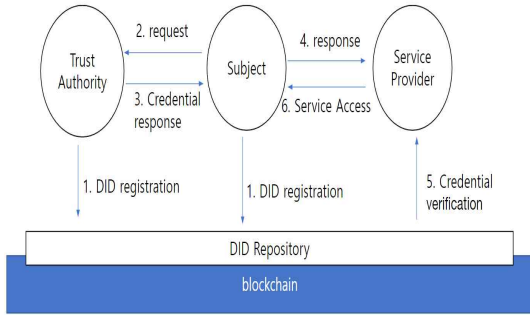 2. request
4. response
Trust
Authority
Subject
Service
Provider
3. Credential
response
6. Service Access
1. DID registration
1. DID registration
5. Credential
verification
DID Repository
blockchain